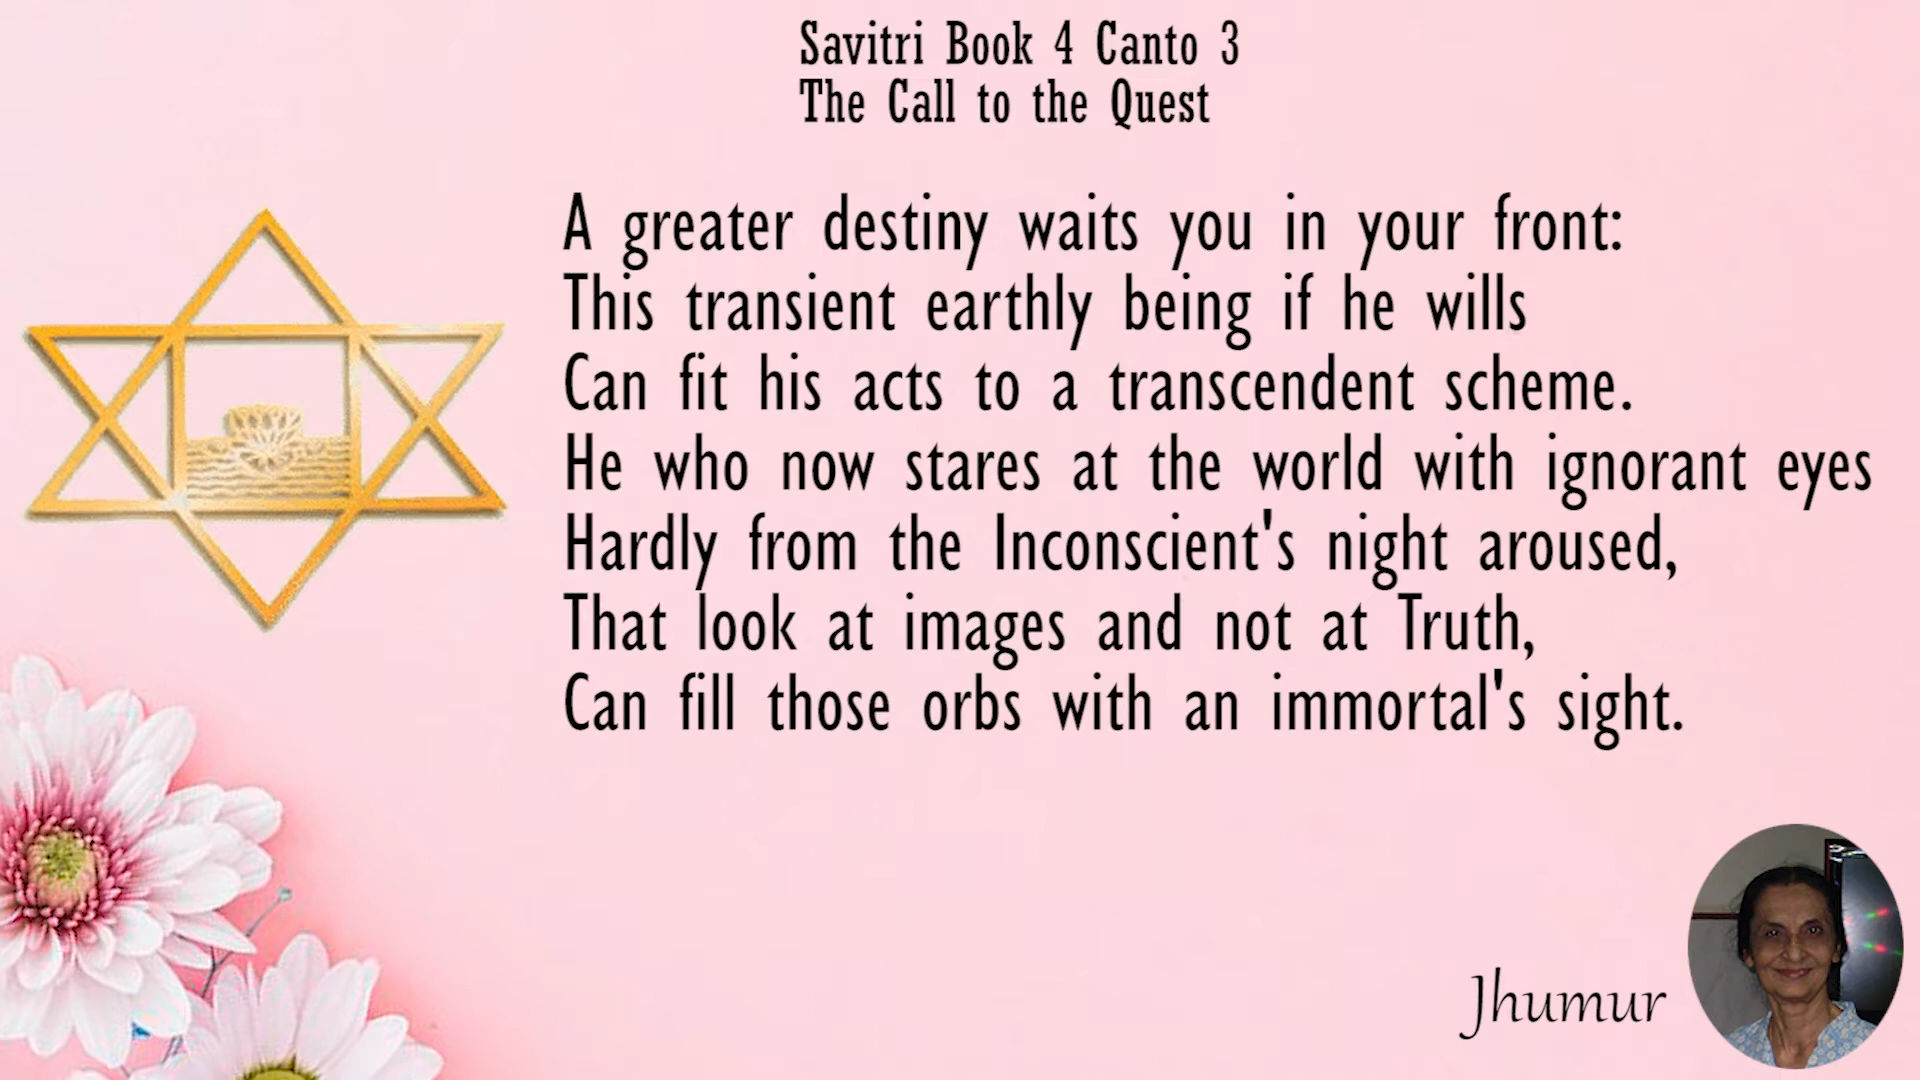 Savitri Book 4 Canto 3
The Call to the Quest
A greater destiny waits you in your front:
This transient earthly being if he wills
Can fit his acts to a transcendent scheme.
He who now stares at the world with ignorant eyes
Hardly from the Inconscient's night aroused,
That look at images and not at Truth,
Can fill those orbs with an immortal's sight.
Jhumur